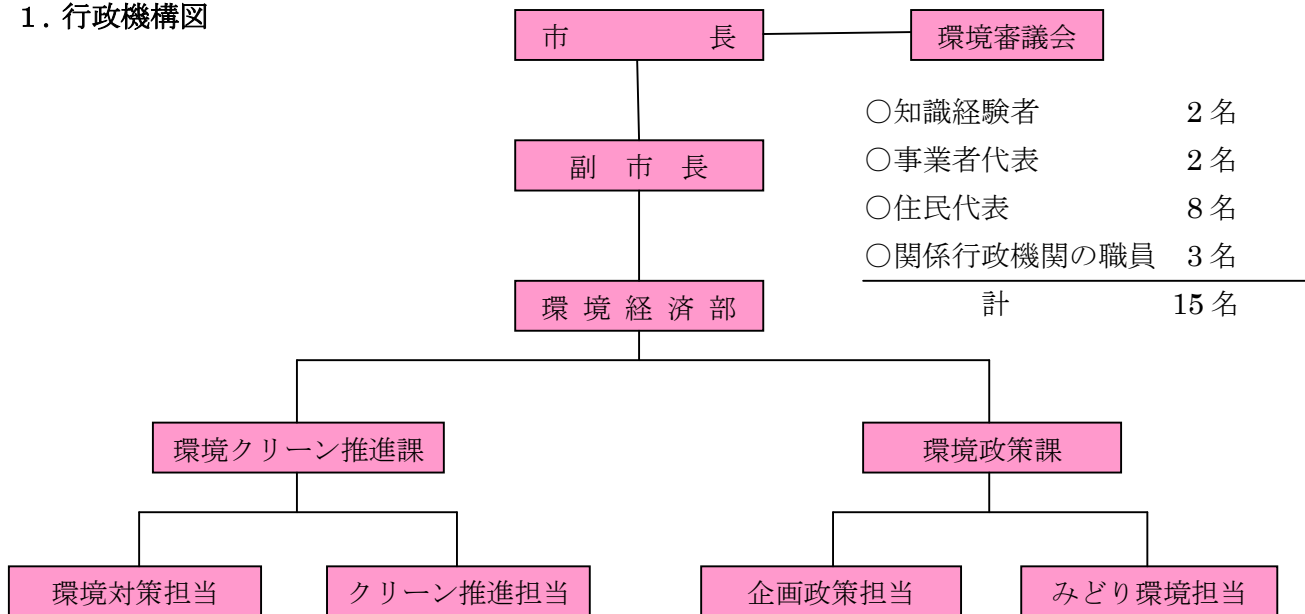 １．行政機構図
市長
環境審議会
○知識経験者 2名
○事業者代表 2名
副市長
○住民代表 8名
○関係行政機関の職員 3名
環境経済部
計 15名
環境クリーン推進課
環境政策課
環境対策担当
クリーン推進担当
企画政策担当
みどり環境担当